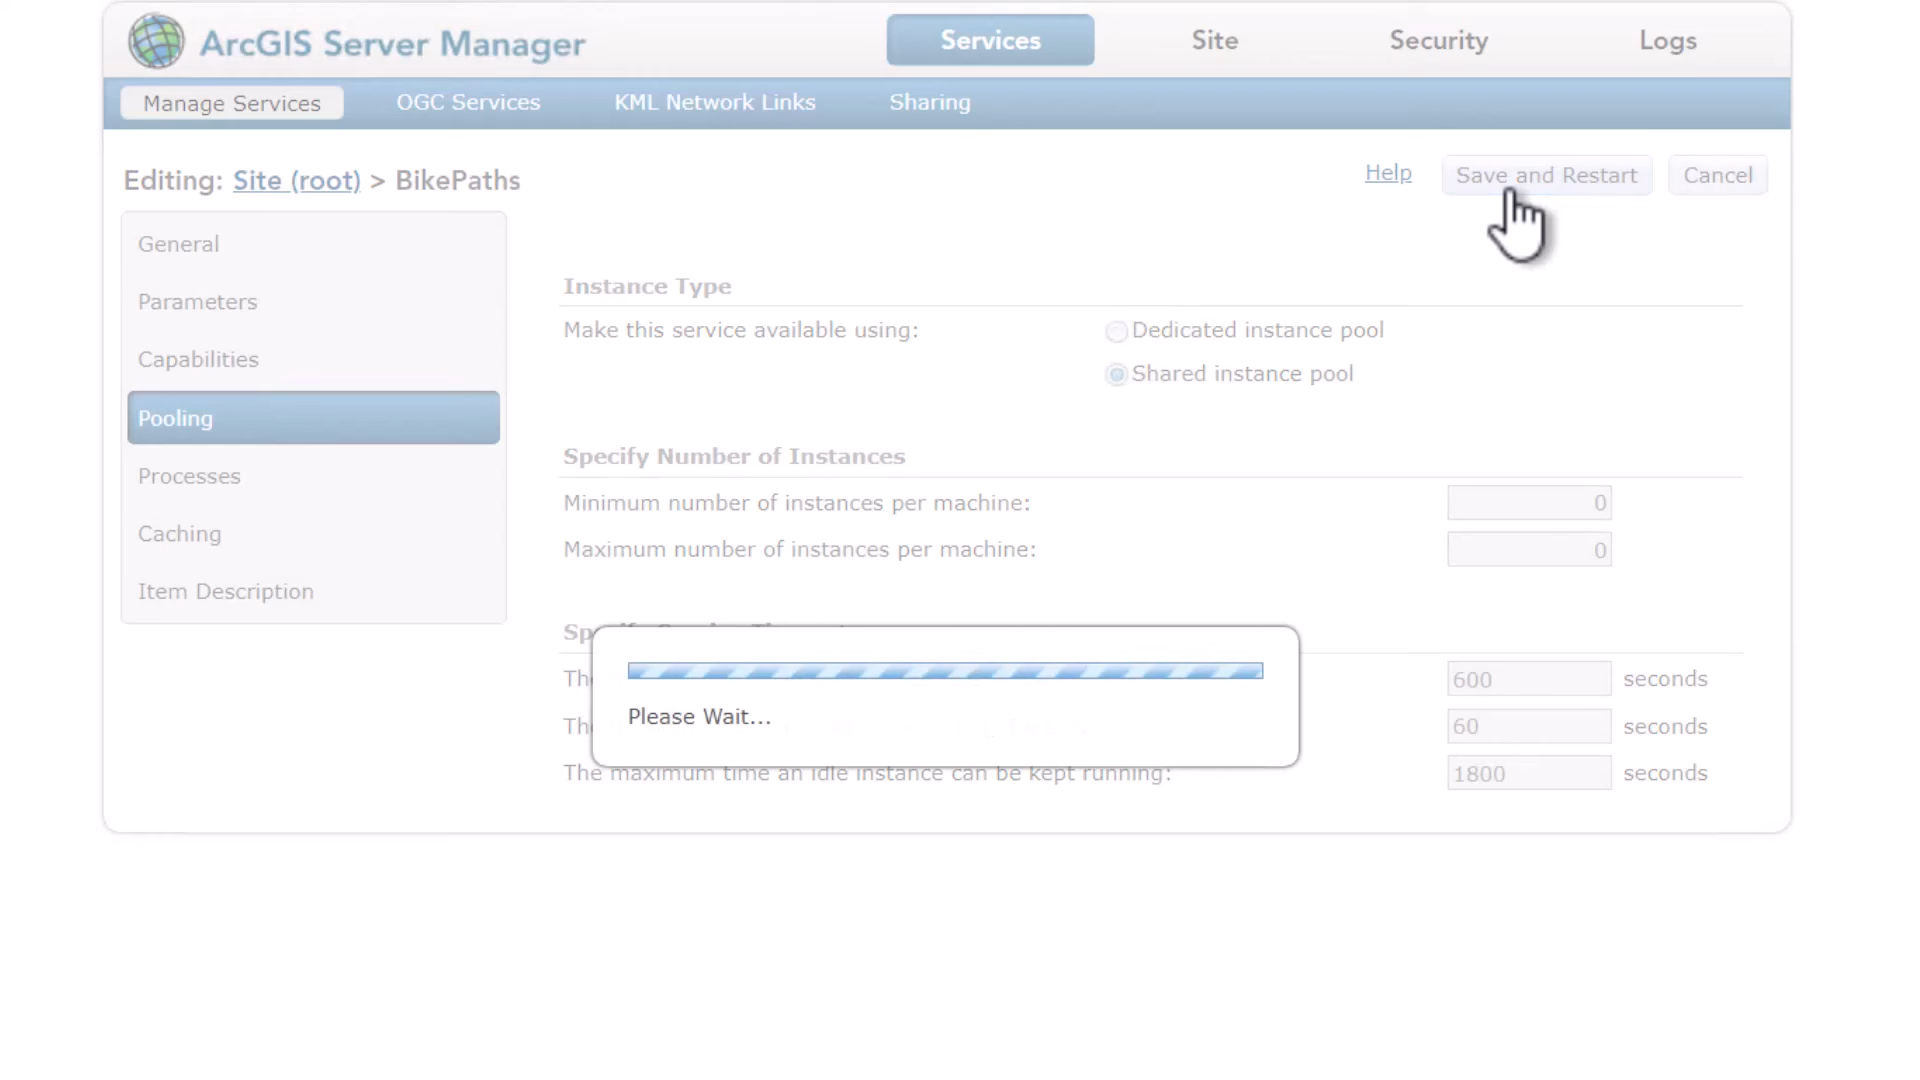 ArcGIS Server Manager
Services
Site
Security
Logs
Manage Services
OGC Services
KML Network Links
Sharing
Editing: Site (root) > BikePaths
Help
Save and Restart
Cancel
General
Parameters
Capabilities
Pooling
Processes
Caching
Item Description
Instance Type
Make this service available using:
Dedicated instance pool
Shared instance pool
Specify Number of Instances
Minimum number of instances per machine:
0
Maximum number of instances per machine:
0
600 seconds
60 seconds
Please Wait...
The maximum time an idle instance can be kept running:
1800 seconds